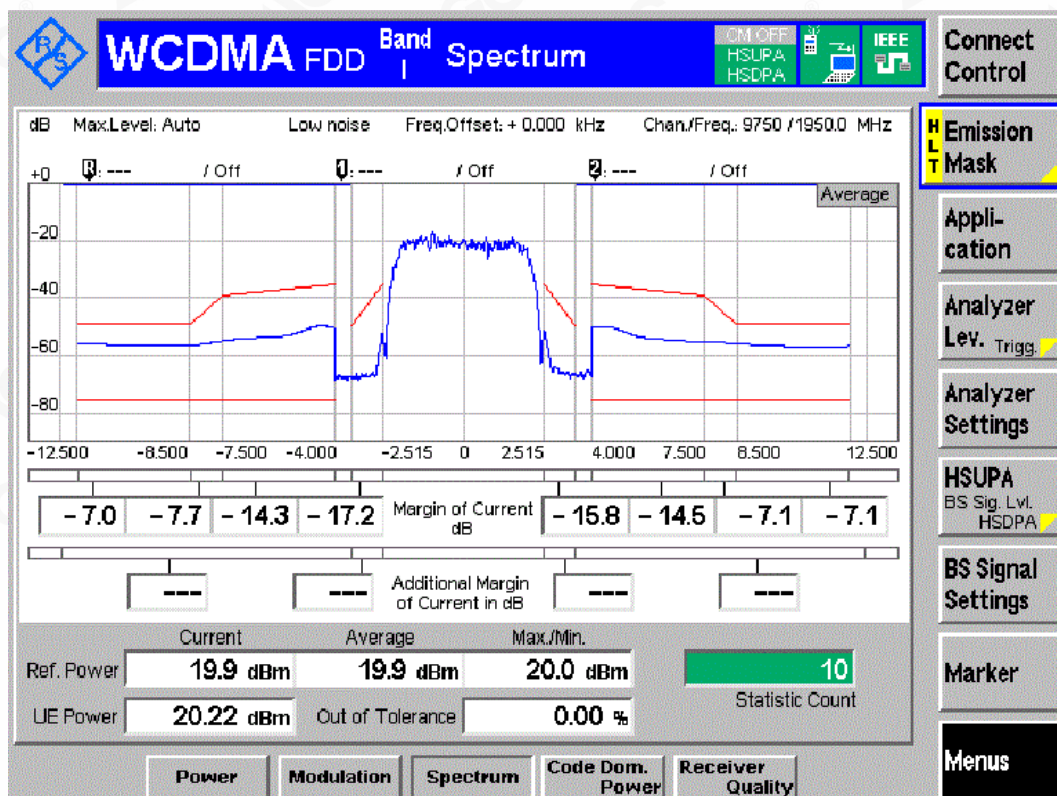 R S
WCDMA FDD Band I Spectrum
CM OFF
HSUPA
HSDPA
IEEE
Connect
Control
dB Max.Level: Auto Low noise Freq.Offset: + 0.000 kHz Chan./Freq.: 9750 / 1950.0 MHz
H
L
T
Emission
Mask
R: --- / Off 1: --- / Off 2: --- / Off
+0
Average
-20
-40
-60
-80
-12.500 -8.500 -7.500 -4.000 -2.515 0 2.515 4.000 7.500 8.500 12.500
Appli-
cation
Analyzer
Lev. Trigg.
Analyzer
Settings
HSUPA
BS Sig. Lvl.
HSDPA
- 7.0 - 7.7 - 14.3 - 17.2 Margin of Current dB - 15.8 - 14.5 - 7.1 - 7.1
--- --- Additional Margin of Current in dB --- ---
BS Signal
Settings
Current Average Max./Min.
Ref. Power 19.9 dBm 19.9 dBm 20.0 dBm 10
Statistic Count
UE Power 20.22 dBm Out of Tolerance 0.00 %
Marker
Menus
Power Modulation Spectrum Code Dom. Power Receiver Quality